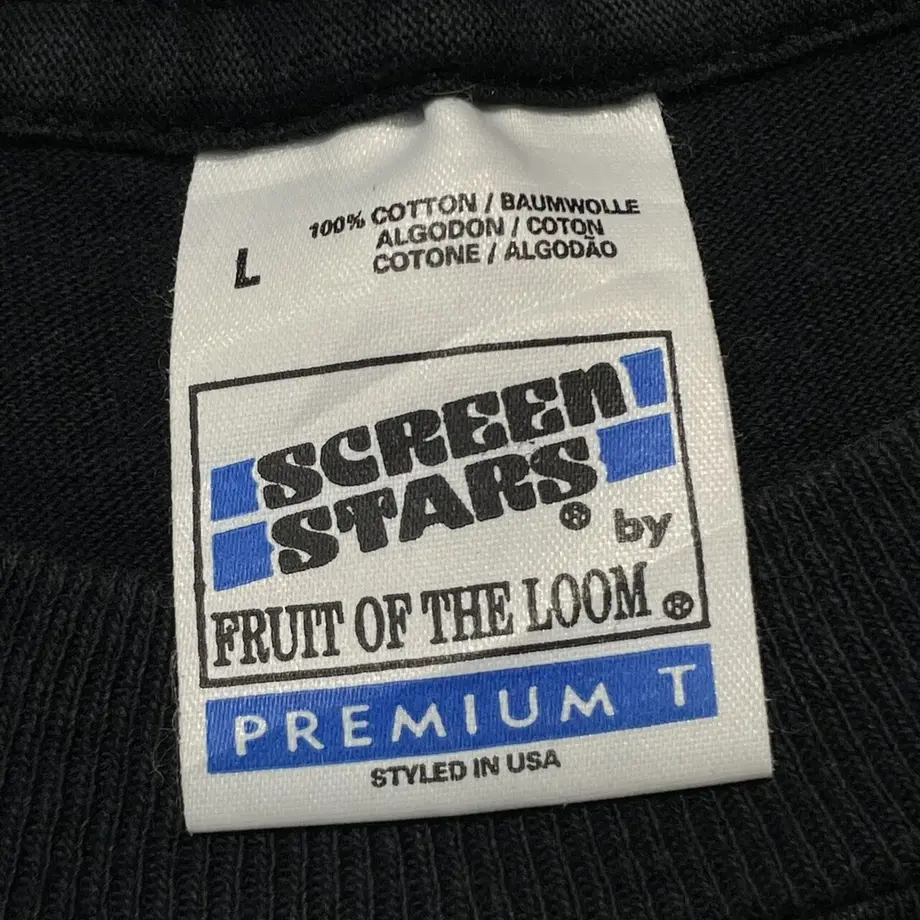 L
100% COTTON / BAUMWOLLE
ALGODON / COTON
COTONE / ALGODÃO
SCREEN
STARS® by
FRUIT OF THE LOOM®
PREMIUM T
STYLED IN USA